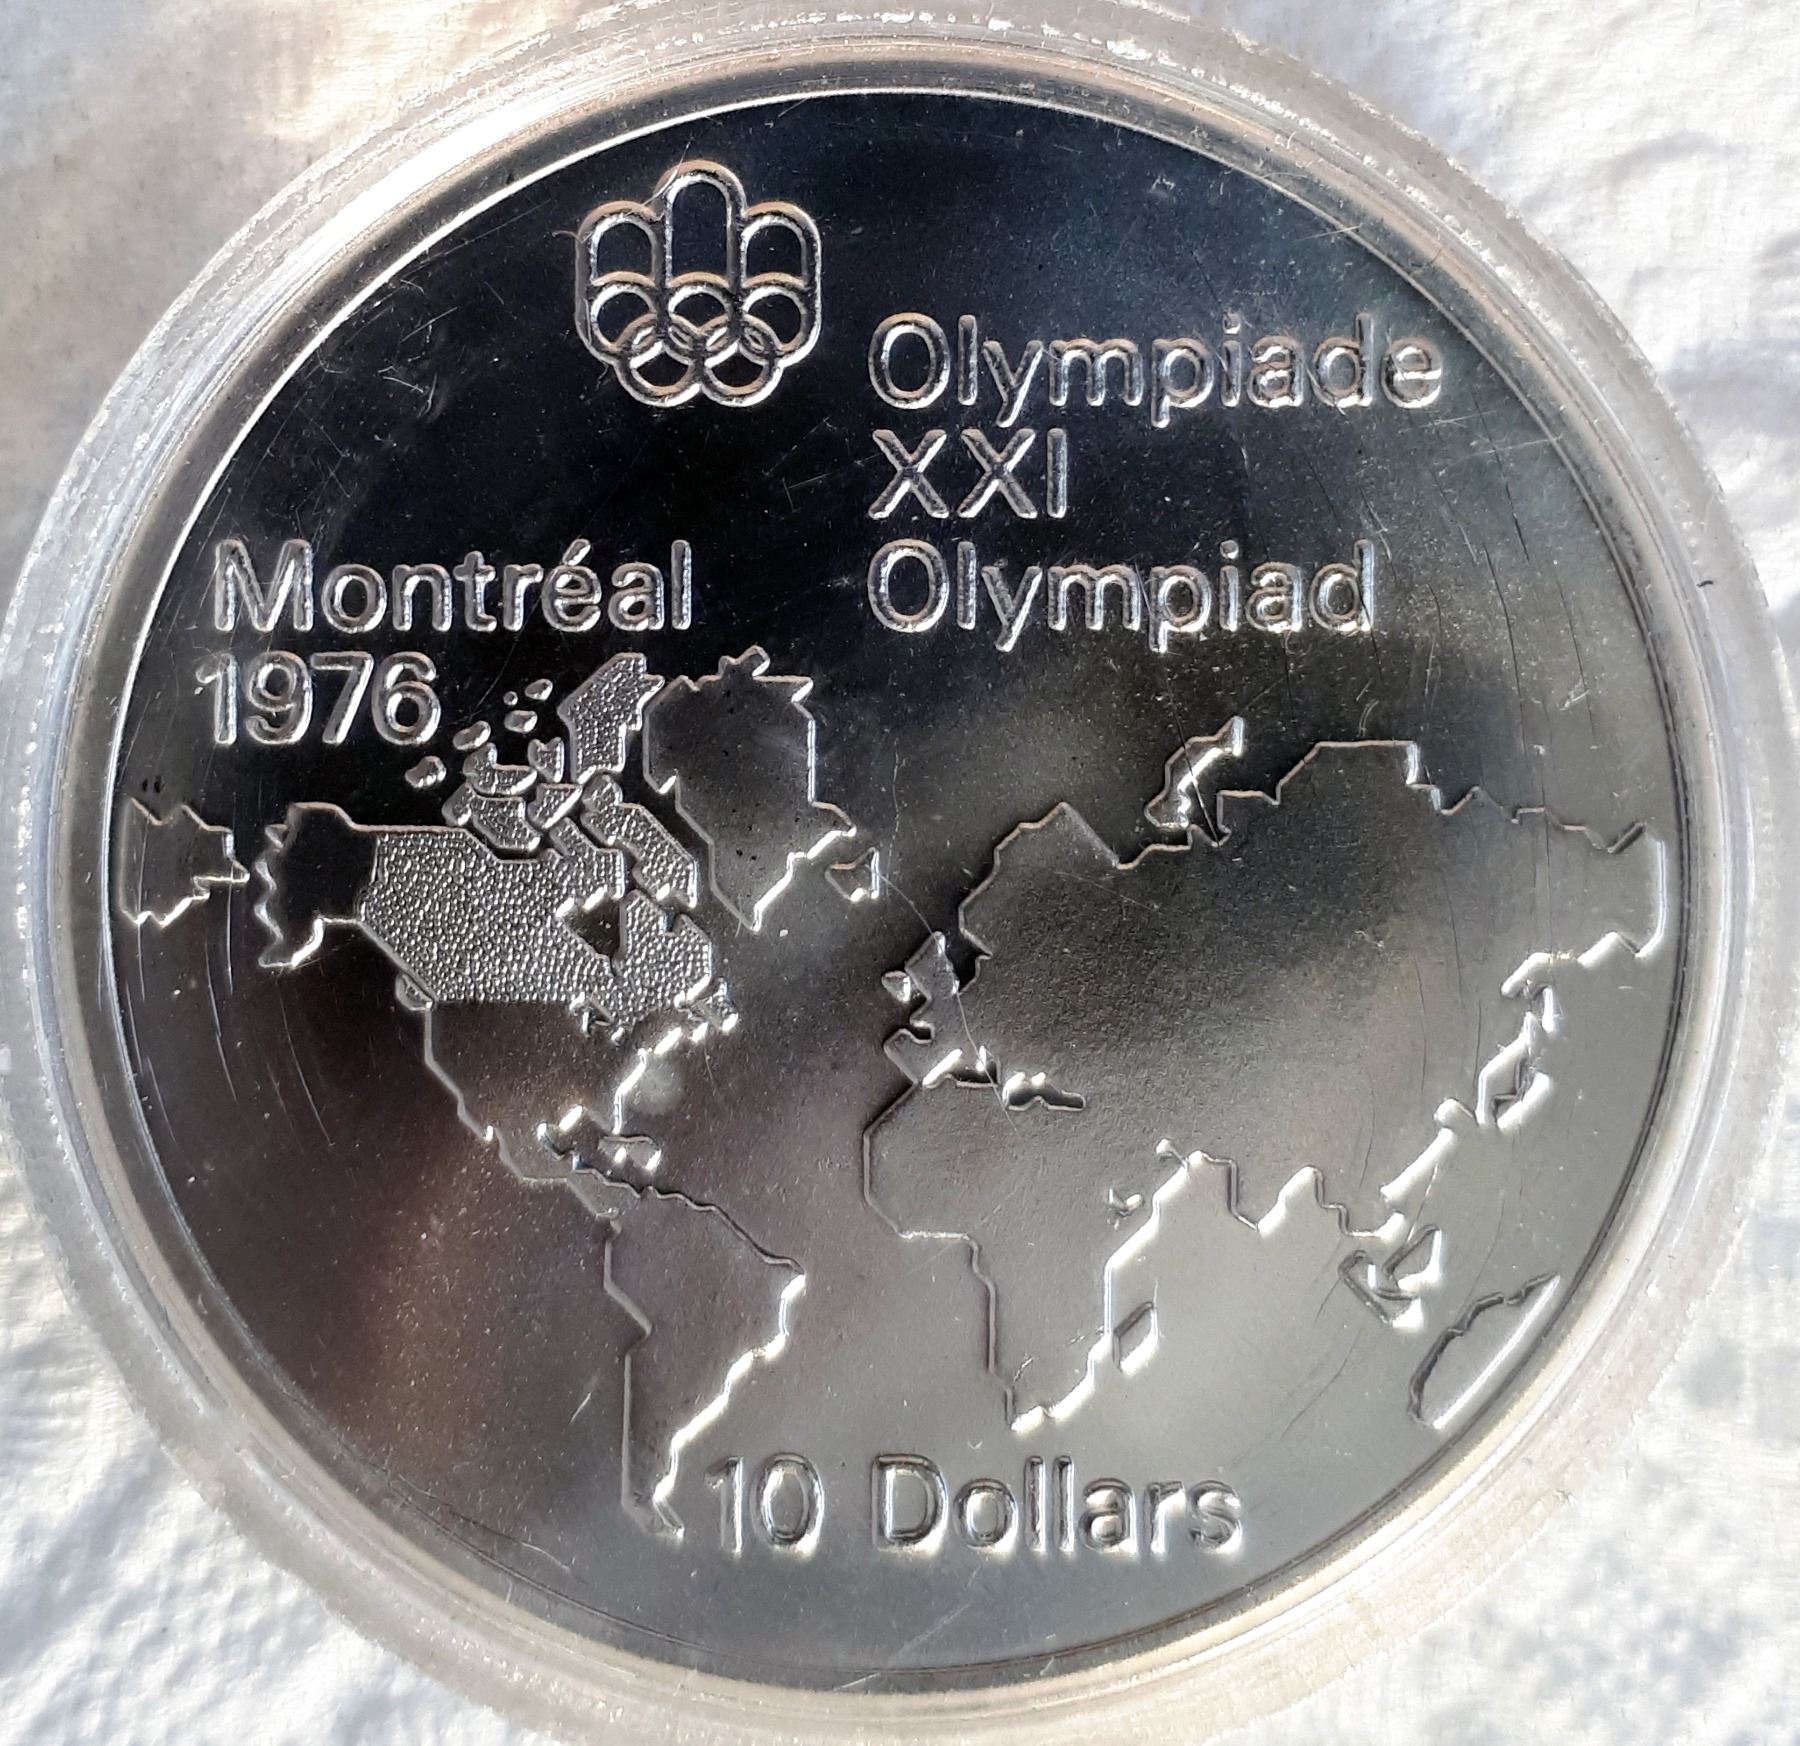 Olympiade
XXI
Olympiad
Montréal
1976
10 Dollars